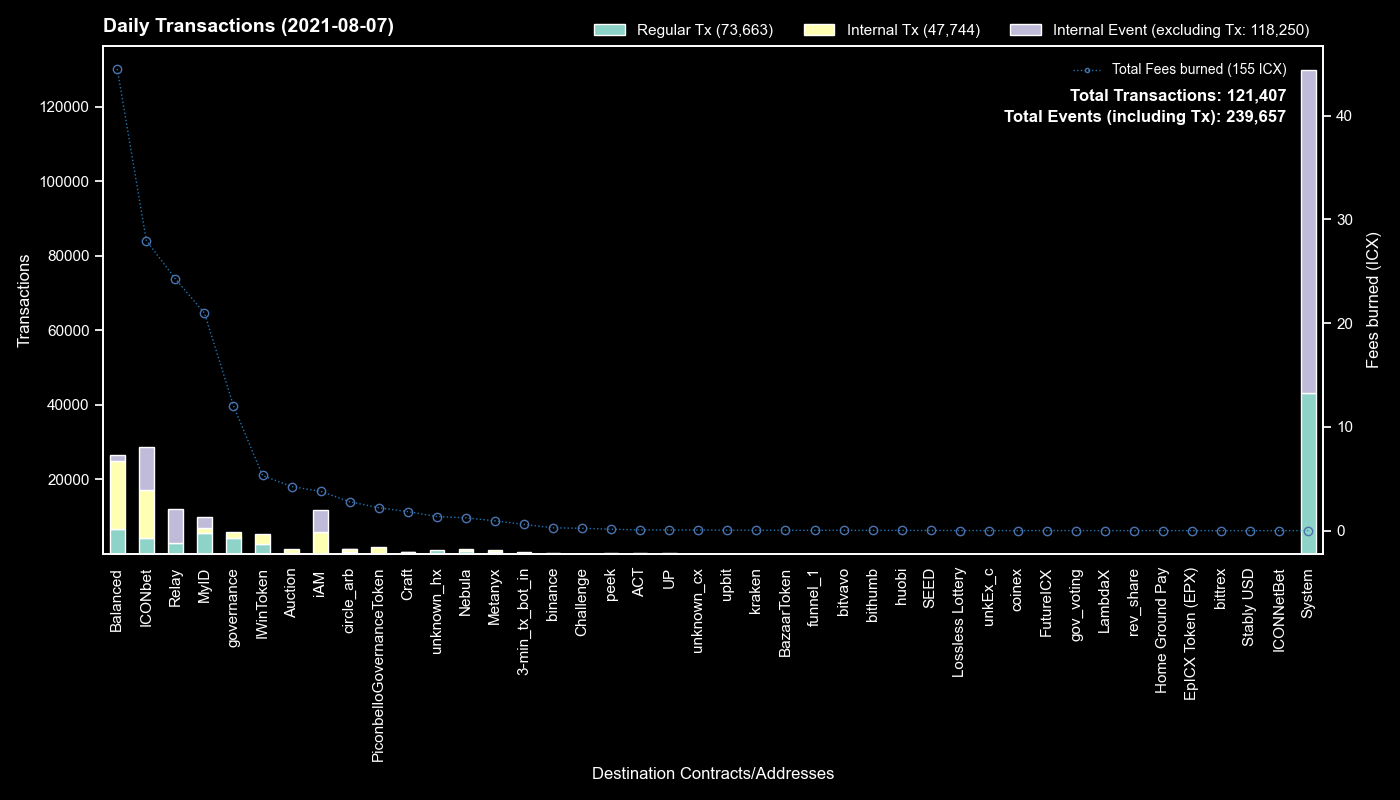 Daily Transactions (2021-08-07)
Regular Tx (73,663)
Internal Tx (47,744)
Internal Event (excluding Tx: 118,250)
Total Fees burned (155 ICX)
Total Transactions: 121,407
Total Events (including Tx): 239,657
Transactions
120000
100000
80000
60000
40000
20000
Fees burned (ICX)
40
30
20
10
0
Balanced
ICONbet
Relay
MyID
governance
IWinToken
Auction
iAM
circle_arb
PiconbelloGovernanceToken
Craft
unknown_hx
Nebula
Metanyx
3-min_tx_bot_in
binance
Challenge
peek
ACT
UP
unknown_cx
upbit
kraken
BazaarToken
funnel_1
bitvavo
bithumb
huobi
SEED
Lossless Lottery
unkEx_c
coinex
FutureICX
gov_voting
LambdaX
rev_share
Home Ground Pay
EpICX Token (EPX)
bittrex
Stably USD
ICONNetBet
System
Destination Contracts/Addresses